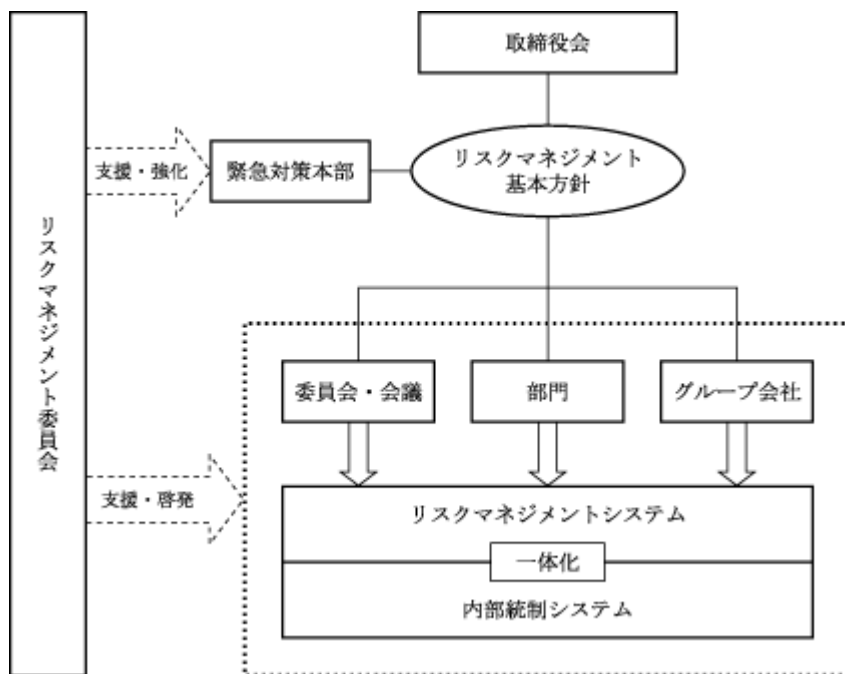 取締役会
支援・強化
緊急対策本部
リスクマネジメント
基本方針
リスクマネジメント委員会
委員会・会議
部門
グループ会社
支援・啓発
リスクマネジメントシステム
一体化
内部統制システム